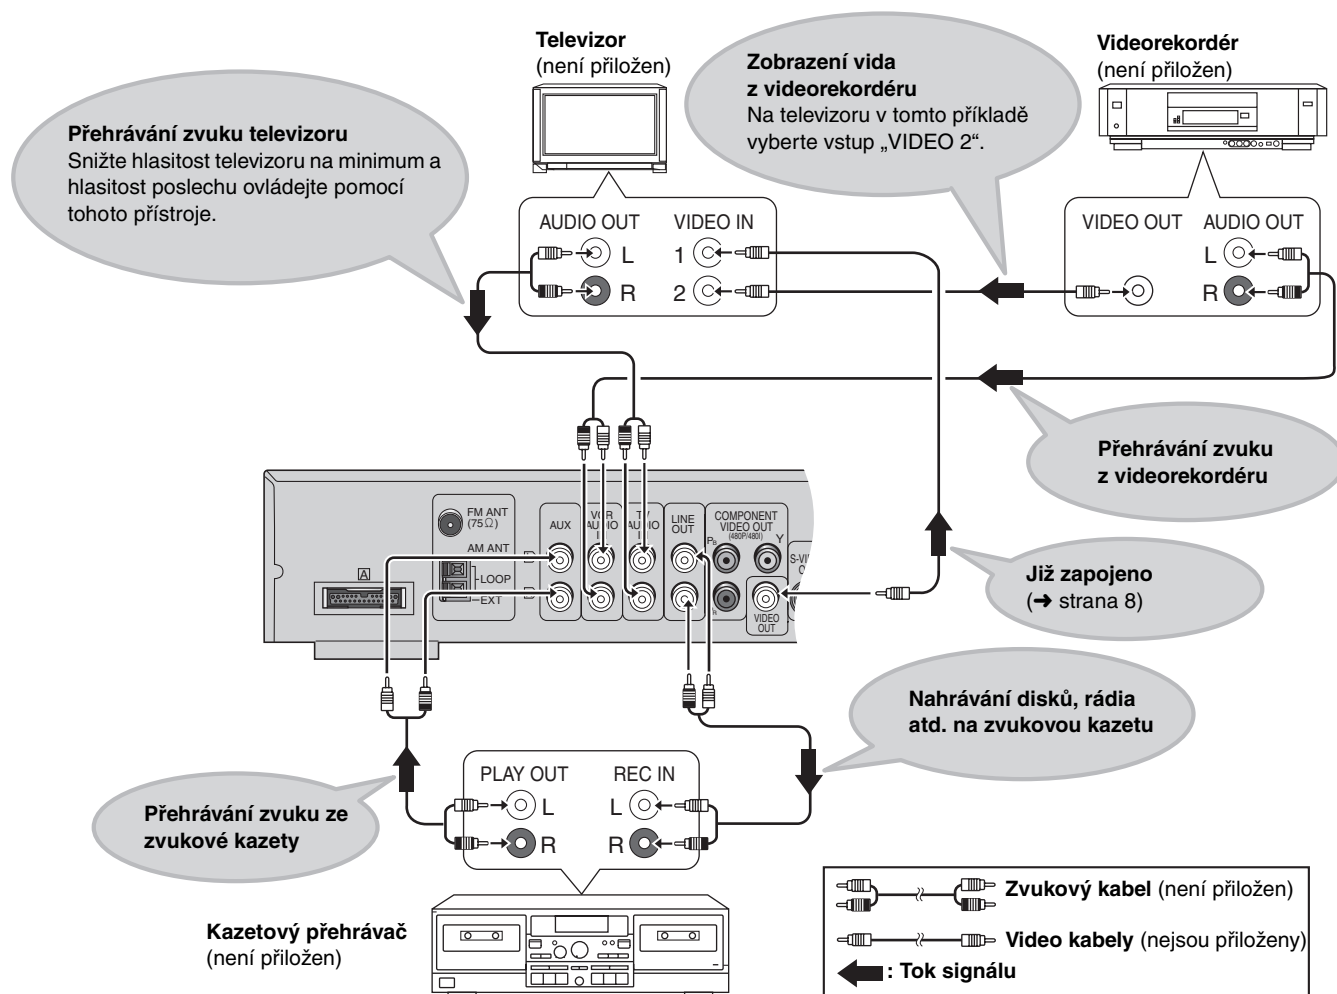 Televizor
(není přiložen)
Zobrazení vida
z videorekordéru
Na televizoru v tomto příkladě
vyberte vstup „VIDEO 2“.
Videorekordér
(není přiložen)
Přehrávání zvuku televizoru
Snižte hlasitost televizoru na minimum a
hlasitost poslechu ovládejte pomocí
tohoto přístroje.
AUDIO OUT
L
R
VIDEO IN
1
2
VIDEO OUT
AUDIO OUT
L
R
Přehrávání zvuku
z videorekordéru
FM ANT
(75Ω)
AM ANT
LOOP
EXT
A
AUX
VCR
AUDIO
TV
AUDIO
LINE
OUT
COMPONENT
VIDEO OUT
(480P/480I)
PB
Y
VIDEO
OUT
Již zapojeno
(➔ strana 8)
Nahrávání disků, rádia
atd. na zvukovou kazetu
Přehrávání zvuku ze
zvukové kazety
PLAY OUT
L
R
REC IN
L
R
Kazetový přehrávač
(není přiložen)
Zvukový kabel (není přiložen)
Video kabely (nejsou přiloženy)
: Tok signálu